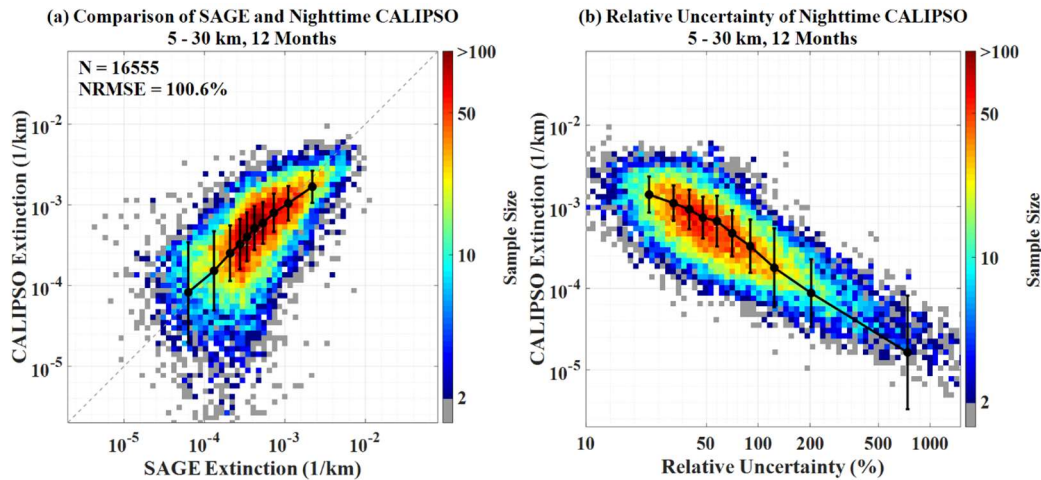 (a) Comparison of SAGE and Nighttime CALIPSO
5 - 30 km, 12 Months
N = 16555
NRMSE = 100.6%
CALIPSO Extinction (1/km)
10^-2
10^-3
10^-4
10^-5
10^-5
10^-4
10^-3
10^-2
SAGE Extinction (1/km)
>100
50
10
2
Sample Size
(b) Relative Uncertainty of Nighttime CALIPSO
5 - 30 km, 12 Months
CALIPSO Extinction (1/km)
10^-2
10^-3
10^-4
10^-5
10
50
100
200
500
1000
Relative Uncertainty (%)
>100
50
10
2
Sample Size